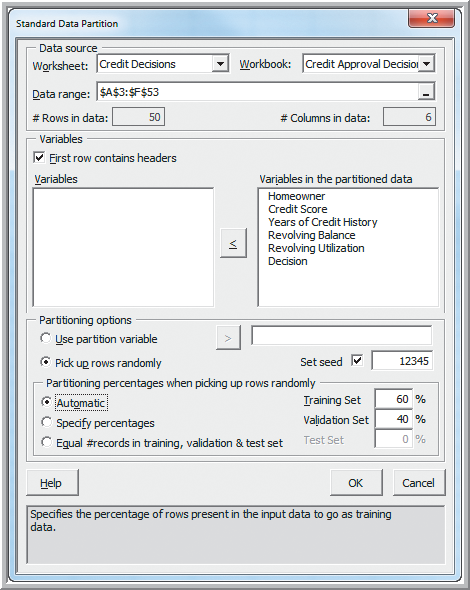 Standard Data Partition
Data source
Worksheet: Credit Decisions Workbook: Credit Approval Decision
Data range: $A$3:$F$53 _
# Rows in data: 50 # Columns in data: 6
Variables
First row contains headers
Variables Variables in the partitioned data
Homeowner
Credit Score
Years of Credit History
Revolving Balance
Revolving Utilization
Decision
<
Partitioning options
Use partition variable >
Pick up rows randomly Set seed 12345
Partitioning percentages when picking up rows randomly
Automatic Training Set 60 %
Specify percentages Validation Set 40 %
Equal #records in training, validation & test set Test Set 0 %
Help OK Cancel
Specifies the percentage of rows present in the input data to go as training
data.